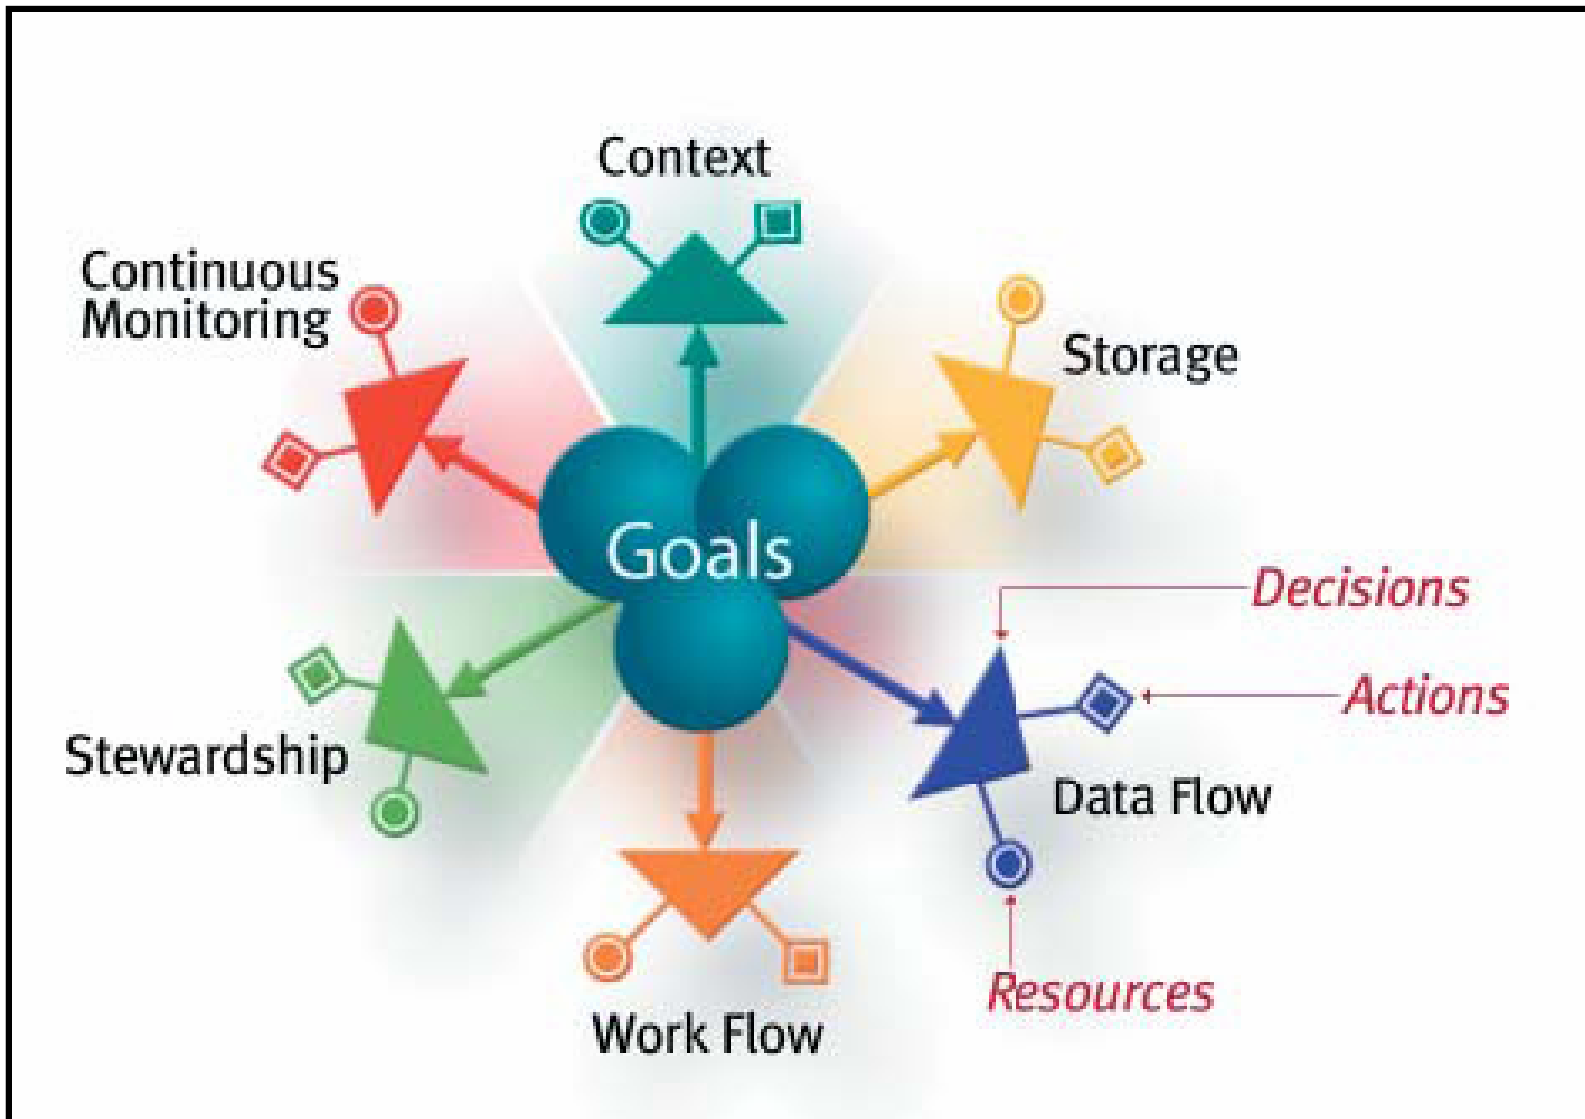 Context
Continuous
Monitoring
Storage
Goals
Decisions
Actions
Stewardship
Data Flow
Resources
Work Flow